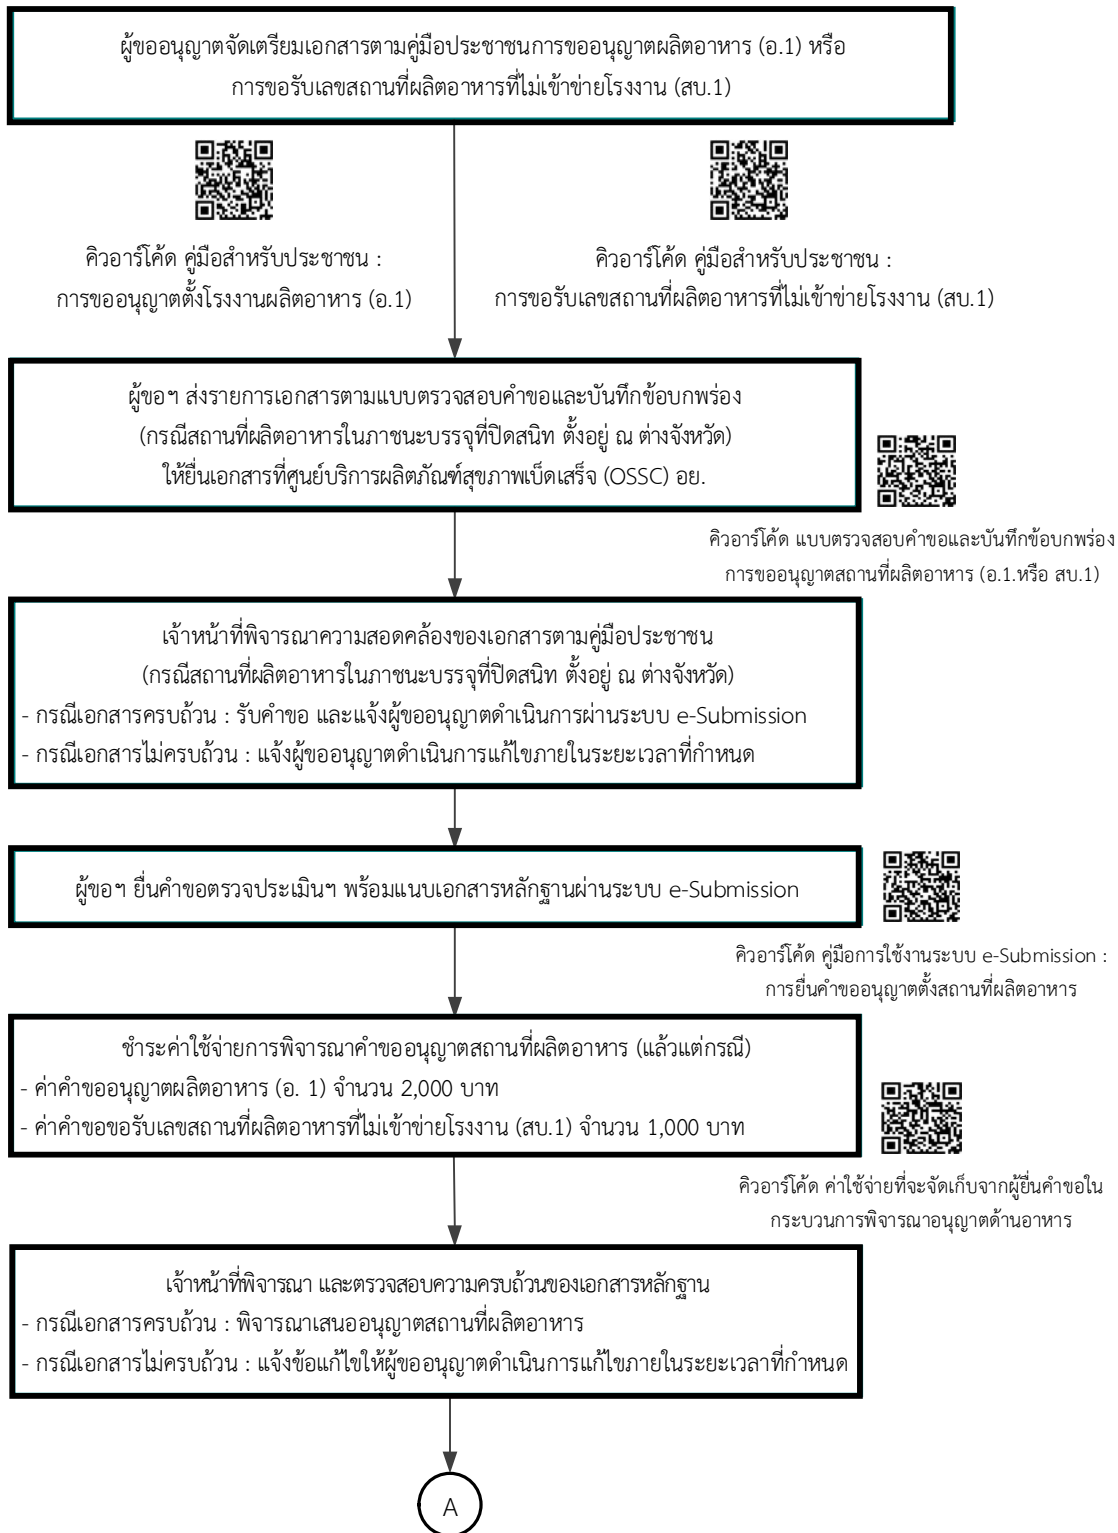 ผู้ขออนุญาตจัดเตรียมเอกสารตามคู่มือประชาชนการขออนุญาตผลิตอาหาร (อ.1) หรือ
การขอรับเลขสถานที่ผลิตอาหารที่ไม่เข้าข่ายโรงงาน (สบ.1)
คิวอาร์โค้ด คู่มือสำหรับประชาชน :
การขออนุญาตตั้งโรงงานผลิตอาหาร (อ.1)
คิวอาร์โค้ด คู่มือสำหรับประชาชน :
การขอรับเลขสถานที่ผลิตอาหารที่ไม่เข้าข่ายโรงงาน (สบ.1)
ผู้ขอฯ ส่งรายการเอกสารตามแบบตรวจสอบคำขอและบันทึกข้อบกพร่อง
(กรณีสถานที่ผลิตอาหารในภาชนะบรรจุที่ปิดสนิท ตั้งอยู่ ณ ต่างจังหวัด)
ให้ยื่นเอกสารที่ศูนย์บริการผลิตภัณฑ์สุขภาพเบ็ดเสร็จ (OSSC) อย.
คิวอาร์โค้ด แบบตรวจสอบคำขอและบันทึกข้อบกพร่อง
การขออนุญาตสถานที่ผลิตอาหาร (อ.1.หรือ สบ.1)
เจ้าหน้าที่พิจารณาความสอดคล้องของเอกสารตามคู่มือประชาชน
(กรณีสถานที่ผลิตอาหารในภาชนะบรรจุที่ปิดสนิท ตั้งอยู่ ณ ต่างจังหวัด)
- กรณีเอกสารครบถ้วน : รับคำขอ และแจ้งผู้ขออนุญาตดำเนินการผ่านระบบ e-Submission
- กรณีเอกสารไม่ครบถ้วน : แจ้งผู้ขออนุญาตดำเนินการแก้ไขภายในระยะเวลาที่กำหนด
ผู้ขอฯ ยื่นคำขอตรวจประเมินฯ พร้อมแนบเอกสารหลักฐานผ่านระบบ e-Submission
คิวอาร์โค้ด คู่มือการใช้งานระบบ e-Submission :
การยื่นคำขออนุญาตตั้งสถานที่ผลิตอาหาร
ชำระค่าใช้จ่ายการพิจารณาคำขออนุญาตสถานที่ผลิตอาหาร (แล้วแต่กรณี)
- ค่าคำขออนุญาตผลิตอาหาร (อ. 1) จำนวน 2,000 บาท
- ค่าคำขอขอรับเลขสถานที่ผลิตอาหารที่ไม่เข้าข่ายโรงงาน (สบ.1) จำนวน 1,000 บาท
คิวอาร์โค้ด ค่าใช้จ่ายที่จะจัดเก็บจากผู้ยื่นคำขอใน
กระบวนการพิจารณาอนุญาตด้านอาหาร
เจ้าหน้าที่พิจารณา และตรวจสอบความครบถ้วนของเอกสารหลักฐาน
- กรณีเอกสารครบถ้วน : พิจารณาเสนออนุญาตสถานที่ผลิตอาหาร
- กรณีเอกสารไม่ครบถ้วน : แจ้งข้อแก้ไขให้ผู้ขออนุญาตดำเนินการแก้ไขภายในระยะเวลาที่กำหนด
A